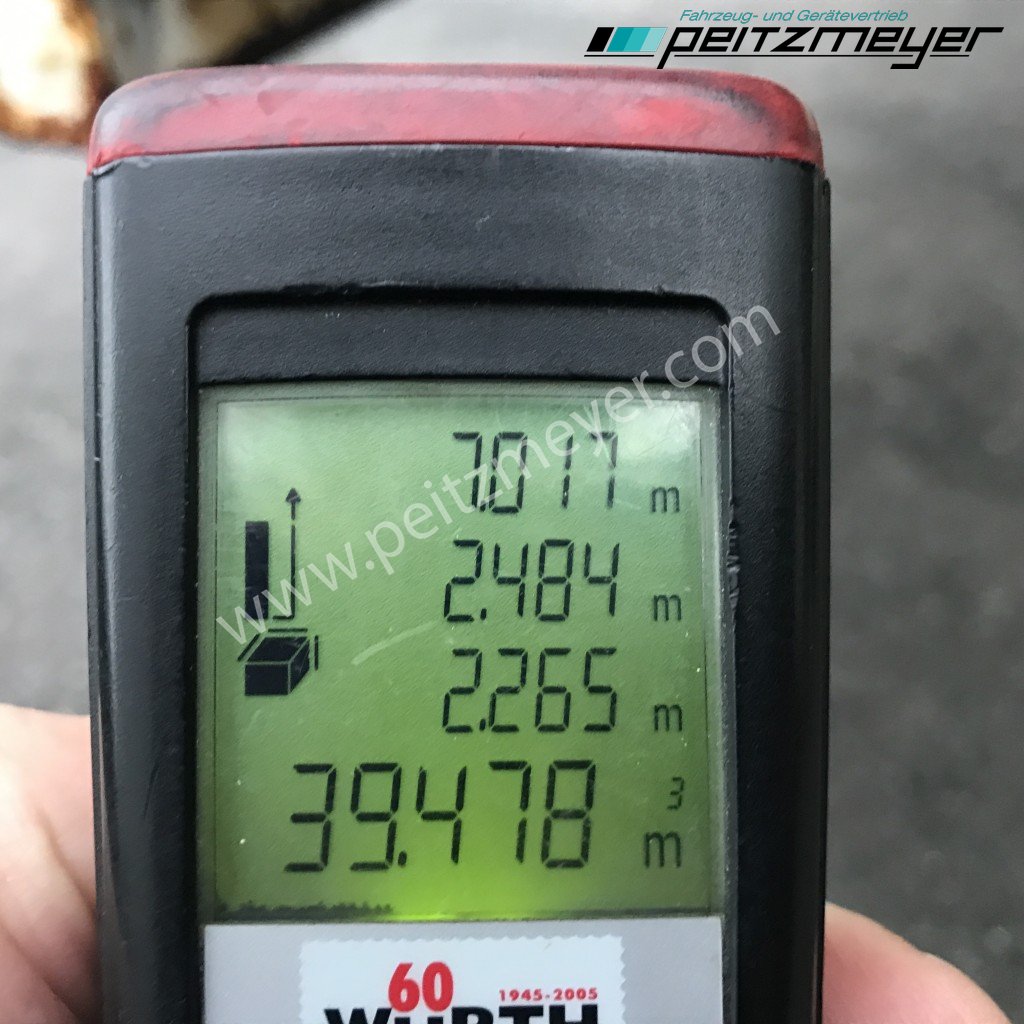 Fahrzeug- und Gerätevertrieb
peitzmeyer
www.peitzmeyer.com
7.017 m
2.484 m
2.265 m
39.478 m³
60 1945-2005
WÜRTH